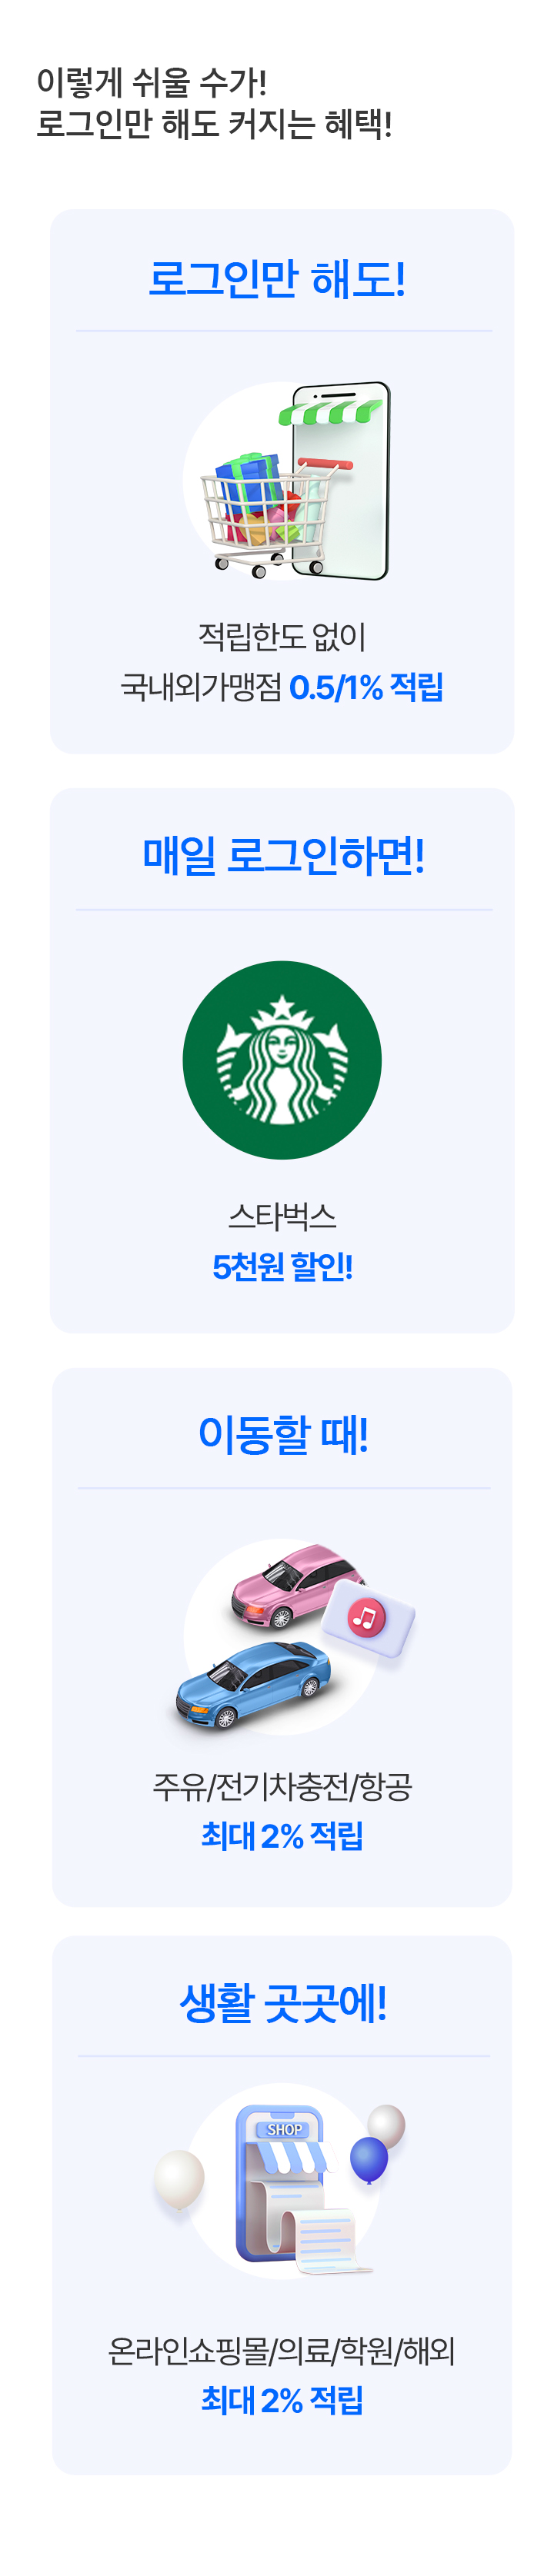 이렇게 쉬울 수가!
로그인만 해도 커지는 혜택!
로그인만 해도!
적립한도 없이
국내외가맹점 0.5/1% 적립
매일 로그인하면!
스타벅스
5천원 할인!
이동할 때!
주유/전기차충전/항공
최대 2% 적립
생활 곳곳에!
SHOP
온라인쇼핑몰/의료/학원/해외
최대 2% 적립